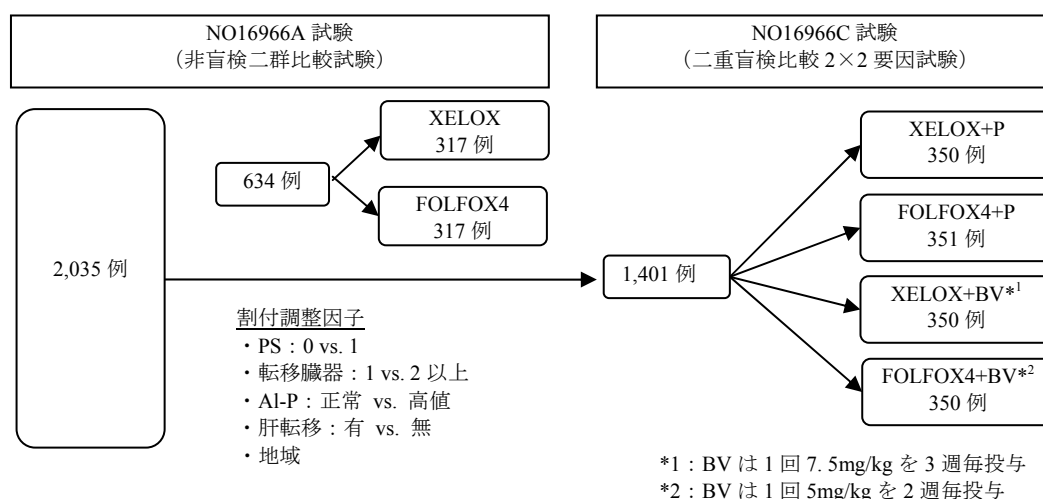 NO16966A 試験
（非盲検二群比較試験）
NO16966C 試験
（二重盲検比較 2×2 要因試験）
2,035 例
634 例
XELOX
317 例
FOLFOX4
317 例
割付調整因子
・PS：0 vs. 1
・転移臓器：1 vs. 2 以上
・Al-P：正常 vs. 高値
・肝転移：有 vs. 無
・地域
1,401 例
XELOX+P
350 例
FOLFOX4+P
351 例
XELOX+BV*1
350 例
FOLFOX4+BV*2
350 例
*1：BV は 1 回 7. 5mg/kg を 3 週毎投与
*2：BV は 1 回 5mg/kg を 2 週毎投与